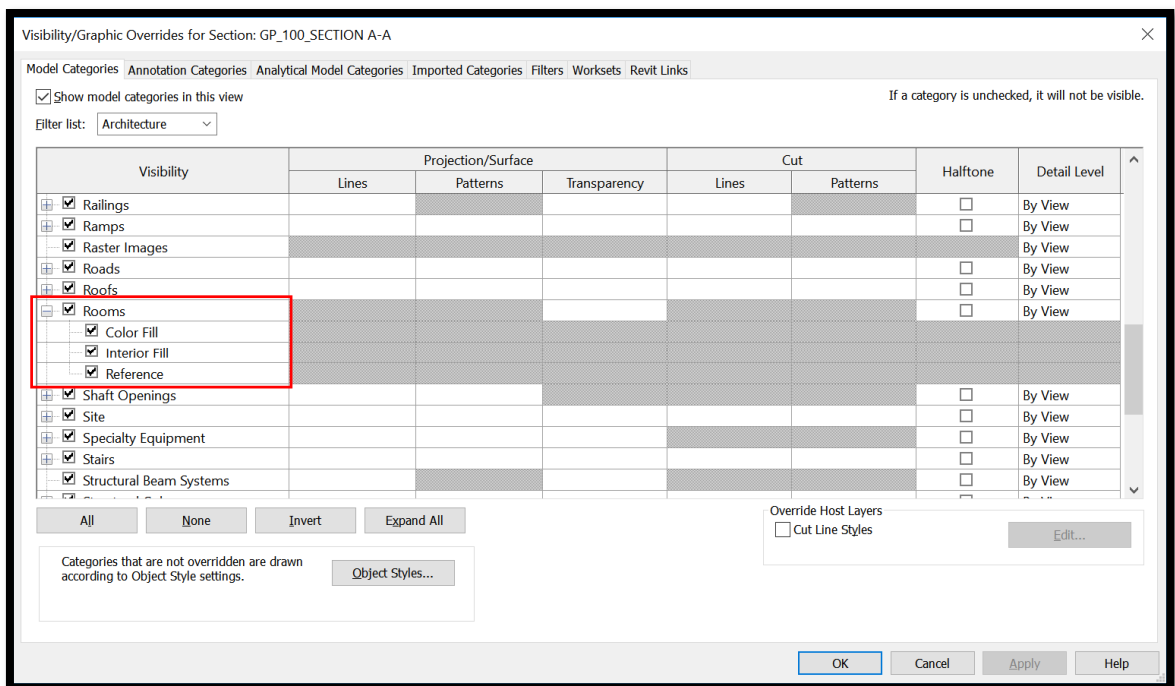 Visibility/Graphic Overrides for Section: GP_100_SECTION A-A
Model Categories Annotation Categories Analytical Model Categories Imported Categories Filters Worksets Revit Links
Show model categories in this view
If a category is unchecked, it will not be visible.
Filter list: Architecture
Visibility Projection/Surface Cut Halftone Detail Level
Lines Patterns Transparency Lines Patterns
Railings By View
Ramps By View
Raster Images By View
Roads By View
Roofs By View
Rooms By View
Color Fill
Interior Fill
Reference
Shaft Openings By View
Site By View
Specialty Equipment By View
Stairs By View
Structural Beam Systems By View
All None Invert Expand All
Override Host Layers
Cut Line Styles Edit...
Categories that are not overridden are drawn
according to Object Style settings.
Object Styles...
OK Cancel Apply Help